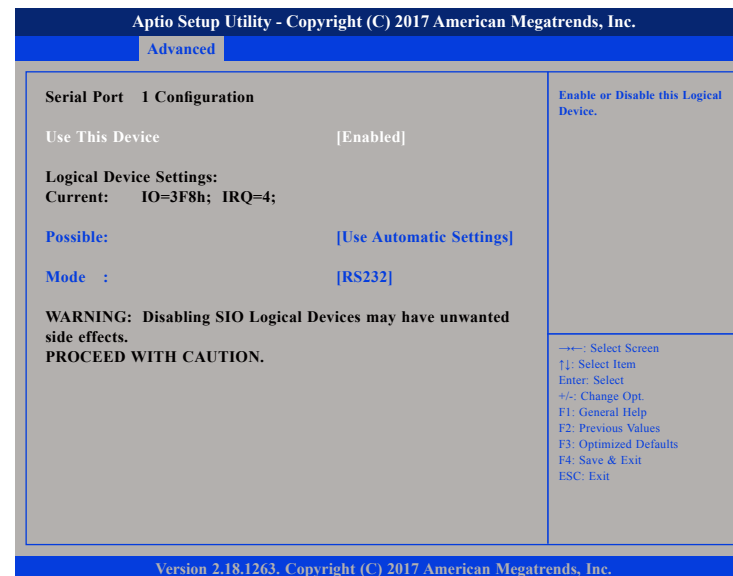 Aptio Setup Utility - Copyright (C) 2017 American Megatrends, Inc.
Advanced
Serial Port 1 Configuration
Use This Device [Enabled]
Logical Device Settings:
Current: IO=3F8h; IRQ=4;
Possible: [Use Automatic Settings]
Mode : [RS232]
WARNING: Disabling SIO Logical Devices may have unwanted
side effects.
PROCEED WITH CAUTION.
Enable or Disable this Logical
Device.
→←: Select Screen
↑↓: Select Item
Enter: Select
+/-: Change Opt.
F1: General Help
F2: Previous Values
F3: Optimized Defaults
F4: Save & Exit
ESC: Exit
Version 2.18.1263. Copyright (C) 2017 American Megatrends, Inc.